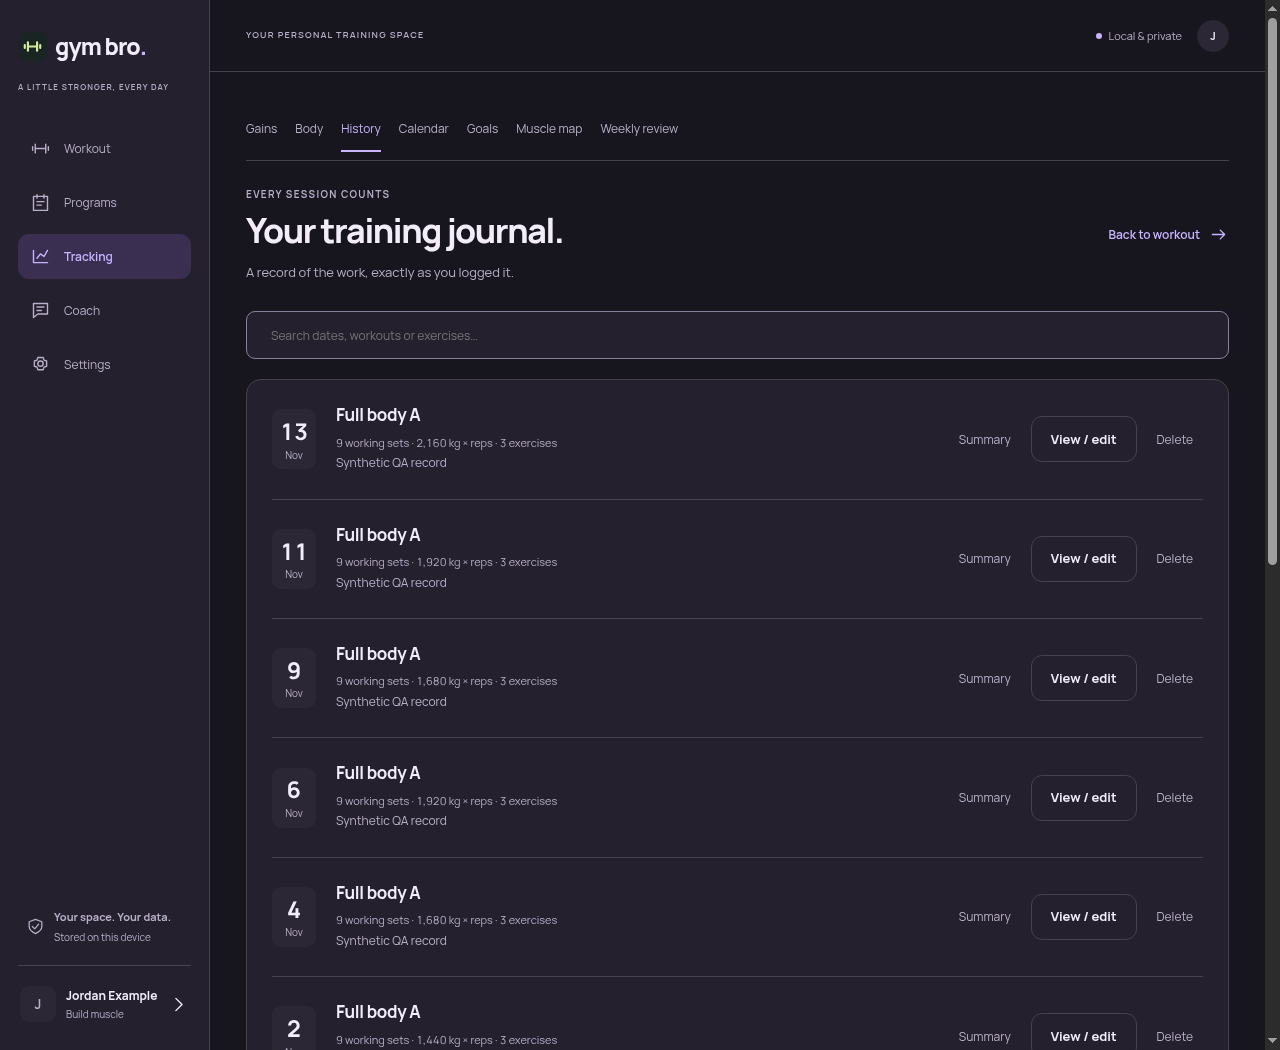 gym bro.
A LITTLE STRONGER, EVERY DAY
Workout
Programs
Tracking
Coach
Settings
Your space. Your data.
Stored on this device
J
Jordan Example
Build muscle
YOUR PERSONAL TRAINING SPACE
Local & private
J
Gains Body History Calendar Goals Muscle map Weekly review
EVERY SESSION COUNTS
Your training journal.
A record of the work, exactly as you logged it.
Back to workout
Search dates, workouts or exercises…
13
Nov
Full body A
9 working sets · 2,160 kg × reps · 3 exercises
Synthetic QA record
Summary View / edit Delete
11
Nov
Full body A
9 working sets · 1,920 kg × reps · 3 exercises
Synthetic QA record
Summary View / edit Delete
9
Nov
Full body A
9 working sets · 1,680 kg × reps · 3 exercises
Synthetic QA record
Summary View / edit Delete
6
Nov
Full body A
9 working sets · 1,920 kg × reps · 3 exercises
Synthetic QA record
Summary View / edit Delete
4
Nov
Full body A
9 working sets · 1,680 kg × reps · 3 exercises
Synthetic QA record
Summary View / edit Delete
2
Full body A
9 working sets · 1,440 kg × reps · 3 exercises
Summary View / edit Delete